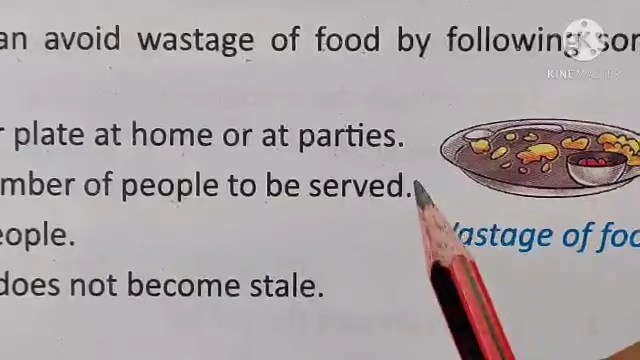 an avoid wastage of food by following
r plate at home or at parties.
mber of people to be served.
eople.
Wastage of foo
does not become stale.
KINEMASTER